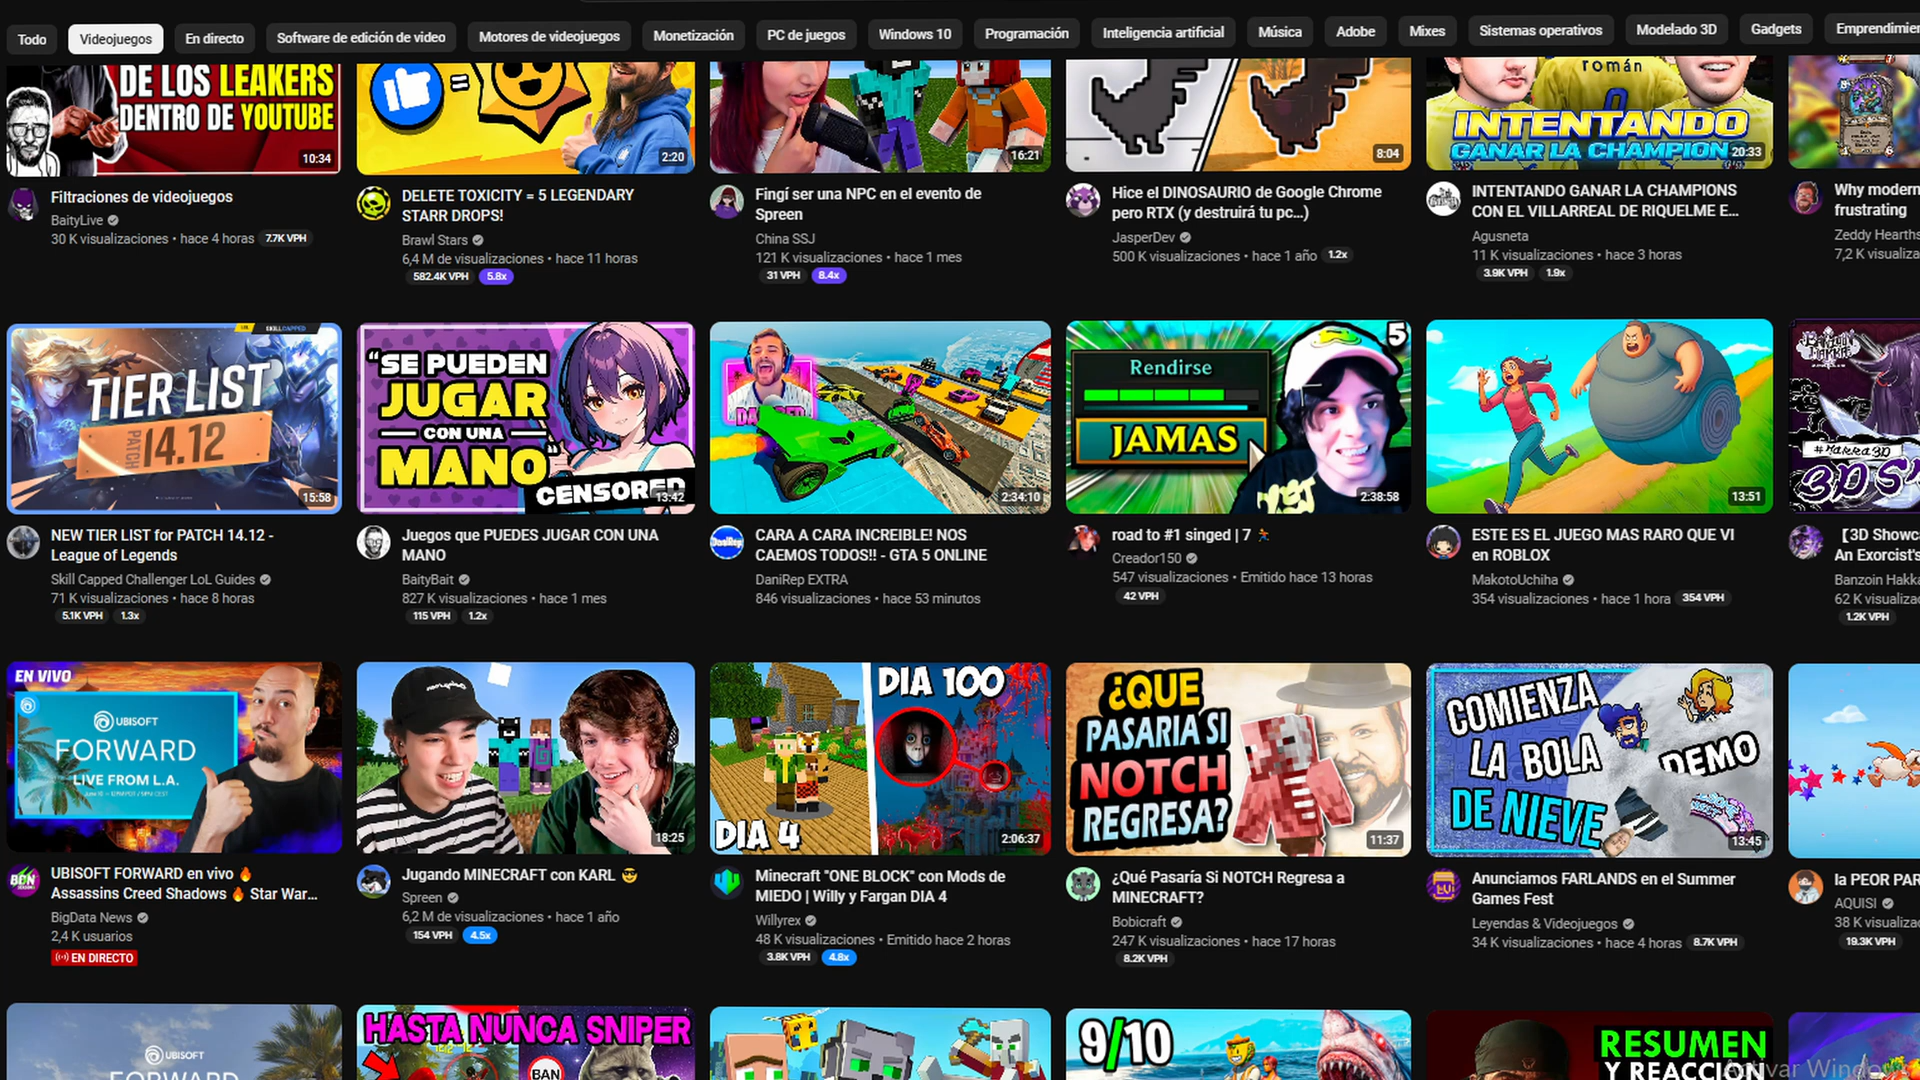 Todo
Videojuegos
En directo
Software de edición de video
Motores de videojuegos
Monetización
PC de juegos
Windows 10
Programación
Inteligencia artificial
Música
Adobe
Mixes
Sistemas operativos
Modelado 3D
Gadgets
DE LOS LEAKERS
DENTRO DE YOUTUBE
10:34
Filtraciones de videojuegos
BaityLive
30 K visualizaciones • hace 4 horas 7.7K VPH
=
2:20
DELETE TOXICITY = 5 LEGENDARY
STARR DROPS!
Brawl Stars
6,4 M de visualizaciones • hace 11 horas
582.4K VPH 5.8x
16:21
Fingí ser una NPC en el evento de
Spreen
China SSJ
121 K visualizaciones • hace 1 mes
31 VPH 8.4x
8:04
Hice el DINOSAURIO de Google Chrome
pero RTX (y destruirá tu pc...)
JasperDev
500 K visualizaciones • hace 1 año 1.2x
román
INTENTANDO
GANAR LA CHAMPION
20:33
INTENTANDO GANAR LA CHAMPIONS
CON EL VILLARREAL DE RIQUELME E...
Agusneta
11 K visualizaciones • hace 3 horas
3.9K VPH 1.9x
Why modern
frustrating
Zeddy Hearths
7,2 K visualiza
SKILLCAPPED
TIER LIST
PATCH 14.12
15:58
NEW TIER LIST for PATCH 14.12 -
League of Legends
Skill Capped Challenger LoL Guides
71 K visualizaciones • hace 8 horas
5.1K VPH 1.3x
"SE PUEDEN
JUGAR
CON UNA
MANO"
CENSORED
13:42
Juegos que PUEDES JUGAR CON UNA
MANO
BaityBait
827 K visualizaciones • hace 1 mes
115 VPH 1.2x
2:34:10
DaniRep
CARA A CARA INCREIBLE! NOS
CAEMOS TODOS!! - GTA 5 ONLINE
DaniRep EXTRA
846 visualizaciones • hace 53 minutos
5
Rendirse
JAMAS
2:38:58
road to #1 singed | 7
Creador150
547 visualizaciones • Emitido hace 13 horas
42 VPH
13:51
ESTE ES EL JUEGO MAS RARO QUE VI
en ROBLOX
MakotoUchiha
354 visualizaciones • hace 1 hora 354 VPH
#HAKKA3D
【3D Showc
An Exorcist's
Banzoin Hakka
62 K visualizac
1.2K VPH
EN VIVO
UBISOFT
FORWARD
LIVE FROM L.A.
BCN
UBISOFT FORWARD en vivo 🔥
Assassins Creed Shadows 🔥 Star War...
BigData News
2,4 K usuarios
EN DIRECTO
18:25
Jugando MINECRAFT con KARL 😎
Spreen
6,2 M de visualizaciones • hace 1 año
154 VPH 4.5x
DIA 100
DIA 4
2:06:37
Minecraft "ONE BLOCK" con Mods de
MIEDO | Willy y Fargan DIA 4
Willyrex
48 K visualizaciones • Emitido hace 2 horas
3.8K VPH 4.8x
¿QUE
PASARIA SI
NOTCH
REGRESA?
11:37
¿Qué Pasaría Si NOTCH Regresa a
MINECRAFT?
Bobicraft
247 K visualizaciones • hace 17 horas
8.2K VPH
COMIENZA
LA BOLA
DE NIEVE
DEMO
13:45
Anunciamos FARLANDS en el Summer
Games Fest
Leyendas & Videojuegos
34 K visualizaciones • hace 4 horas 8.7K VPH
la PEOR PAR
AQUISI
38 K visualizac
19.3K VPH
UBISOFT
FORWARD
HASTA NUNCA SNIPER
BAN
9/10
RESUMEN
Y REACCION